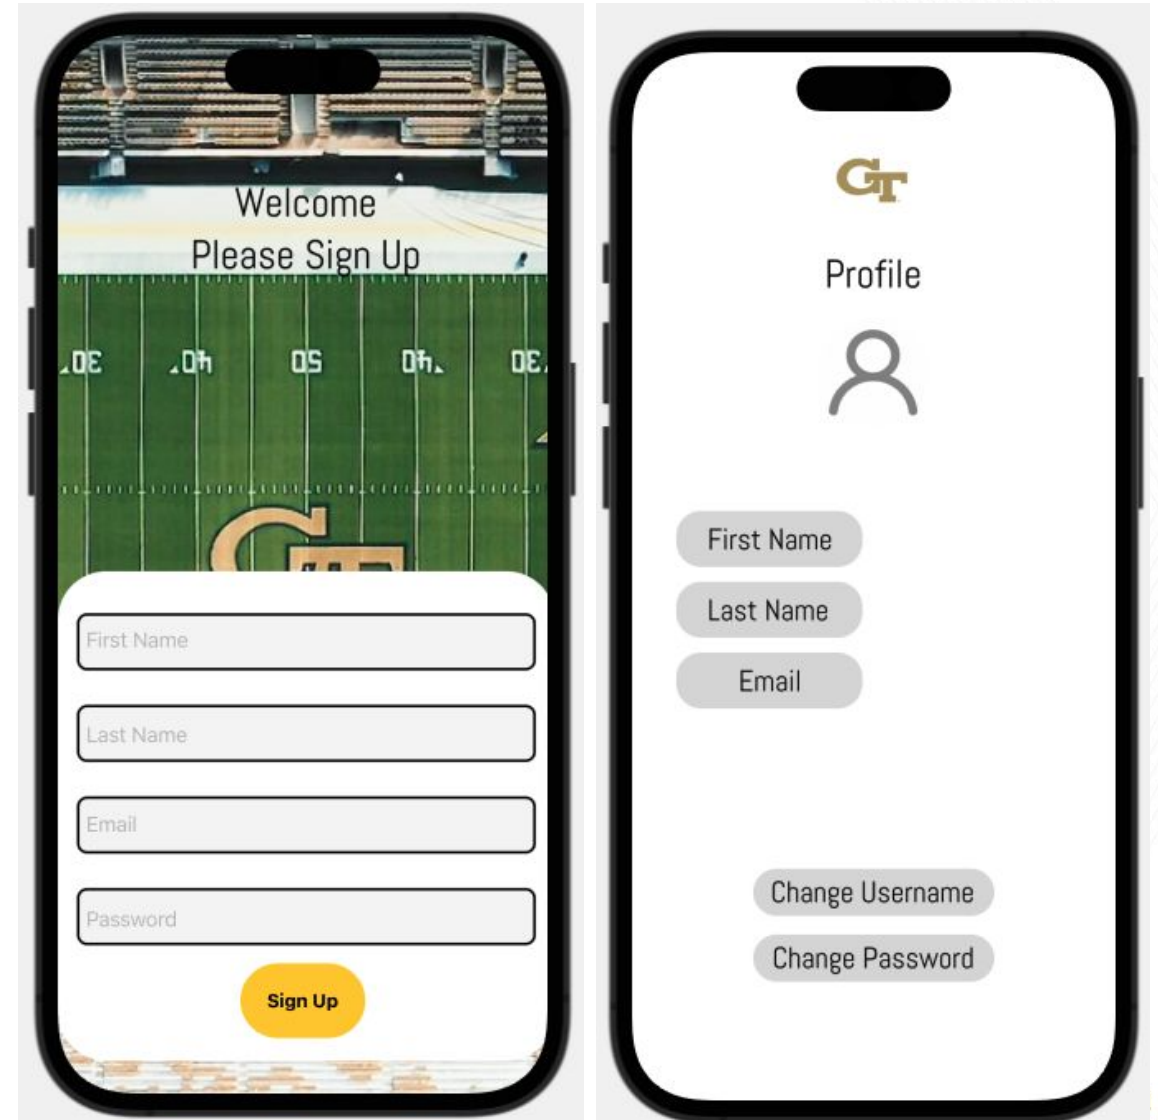 Welcome
Please Sign Up
30 40 50 40 30
GT
First Name
Last Name
Email
Password
Sign Up
GT
Profile
First Name
Last Name
Email
Change Username
Change Password